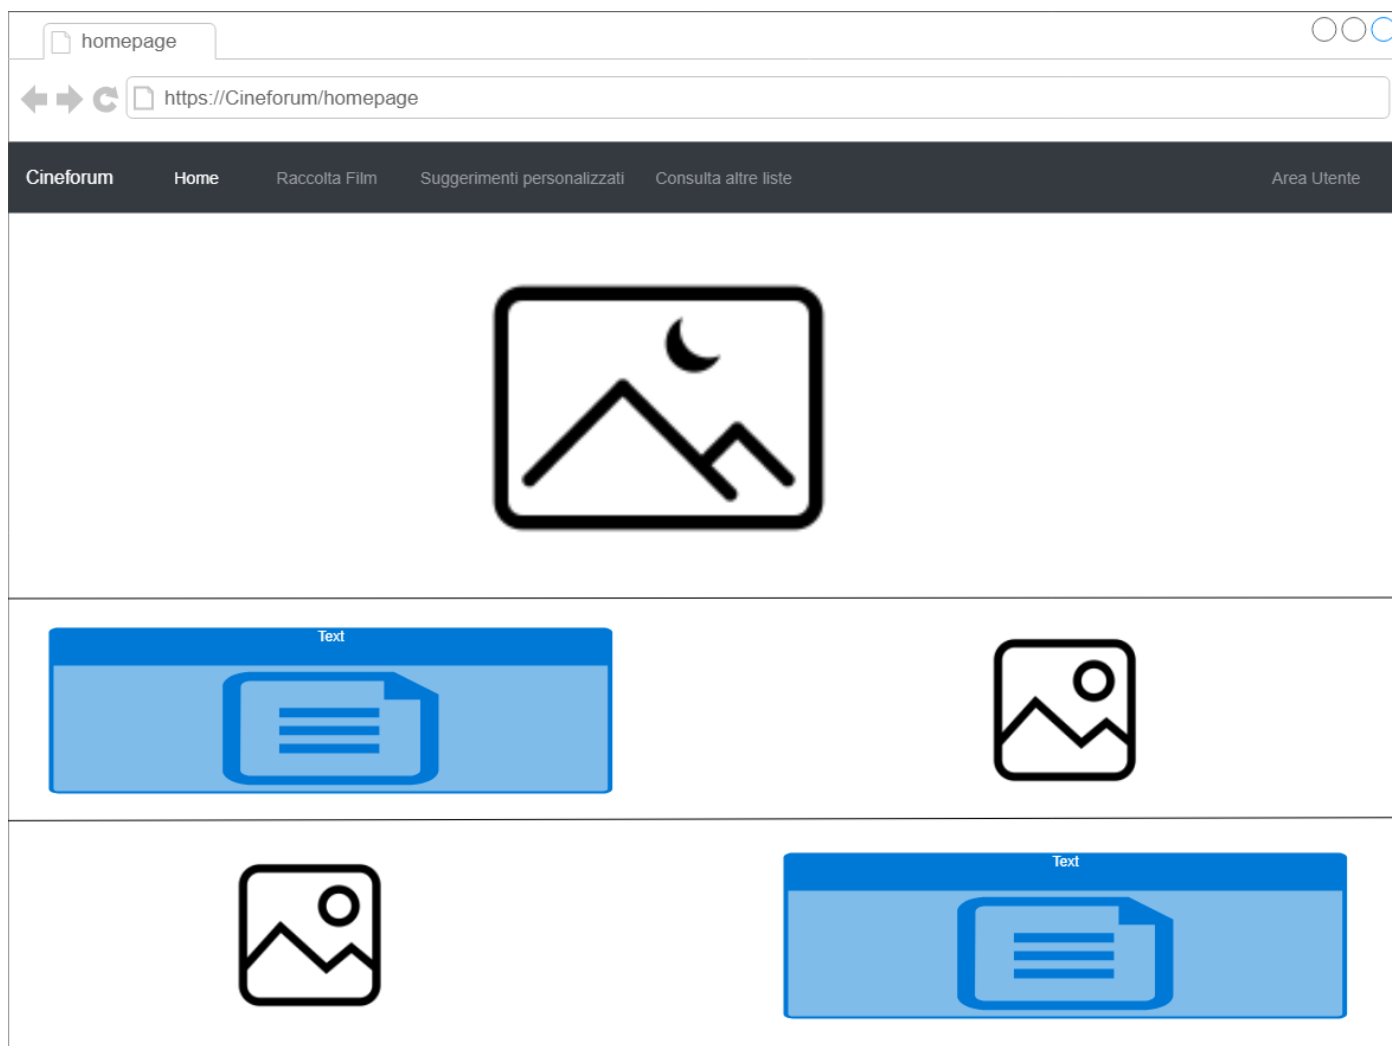 homepage
https://Cineforum/homepage
Cineforum Home Raccolta Film Suggerimenti personalizzati Consulta altre liste Area Utente
Text
Text